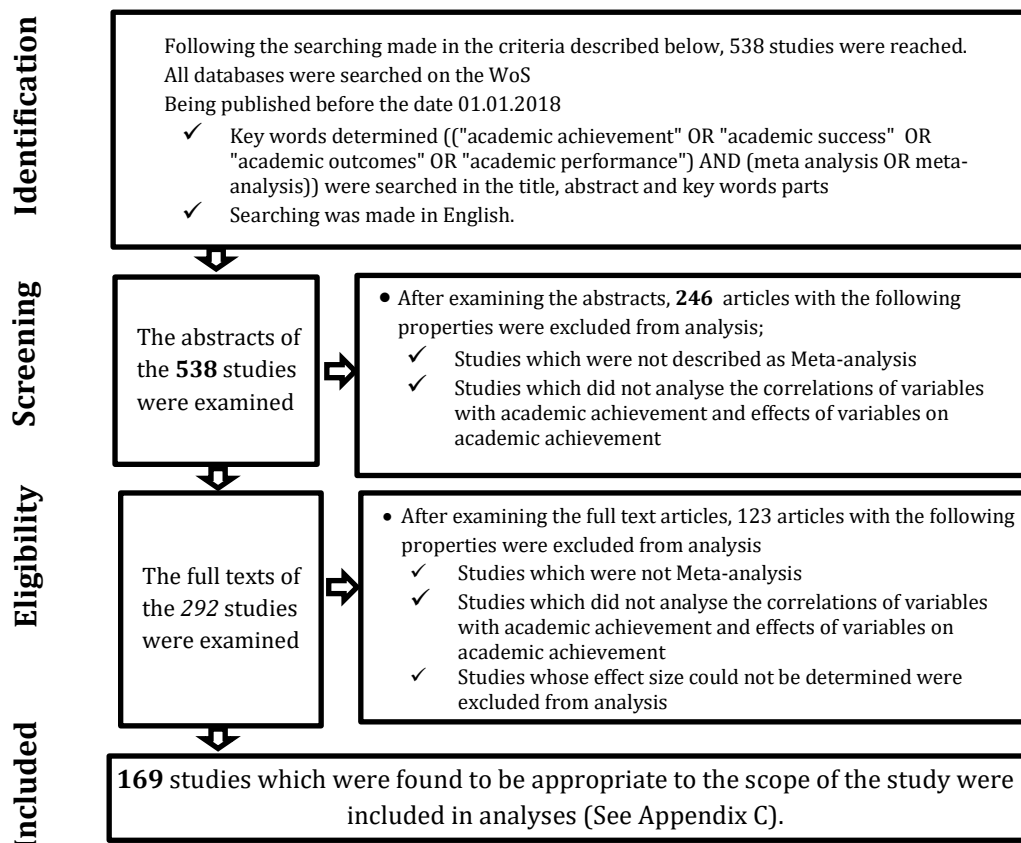 Identification
Following the searching made in the criteria described below, 538 studies were reached.
All databases were searched on the WoS
Being published before the date 01.01.2018
✓ Key words determined (("academic achievement" OR "academic success" OR
"academic outcomes" OR "academic performance") AND (meta analysis OR meta-
analysis)) were searched in the title, abstract and key words parts
✓ Searching was made in English.
Screening
The abstracts of
the 538 studies
were examined
• After examining the abstracts, 246 articles with the following
properties were excluded from analysis;
✓ Studies which were not described as Meta-analysis
✓ Studies which did not analyse the correlations of variables
with academic achievement and effects of variables on
academic achievement
Eligibility
The full texts of
the 292 studies
were examined
• After examining the full text articles, 123 articles with the following
properties were excluded from analysis
✓ Studies which were not Meta-analysis
✓ Studies which did not analyse the correlations of variables
with academic achievement and effects of variables on
academic achievement
✓ Studies whose effect size could not be determined were
excluded from analysis
Included
169 studies which were found to be appropriate to the scope of the study were
included in analyses (See Appendix C).